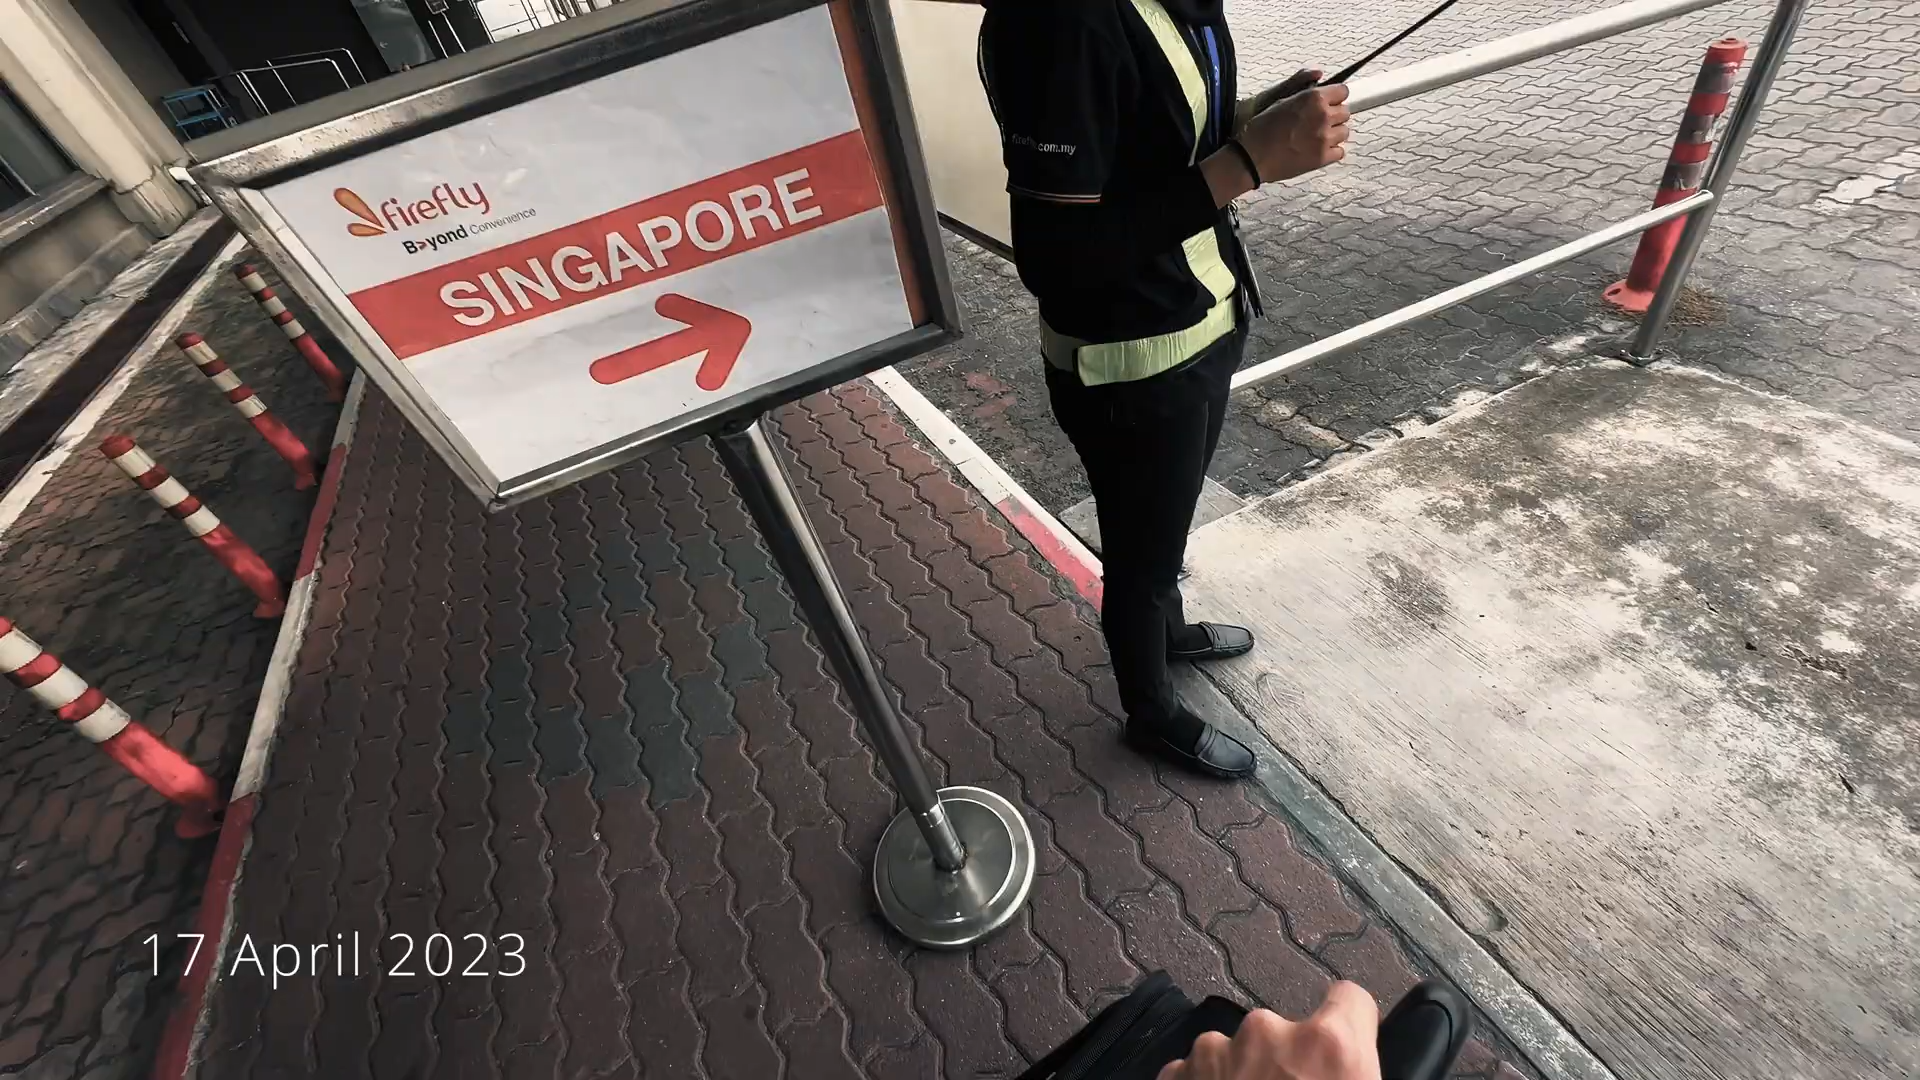 firefly
Beyond Convenience
SINGAPORE
firefly.com.my
17 April 2023